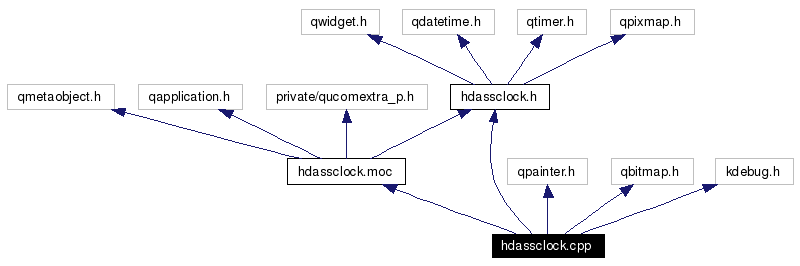 qwidget.h
qdatetime.h
qtimer.h
qpixmap.h
qmetaobject.h
qapplication.h
private/qucomextra_p.h
hdassclock.h
hdassclock.moc
qpainter.h
qbitmap.h
kdebug.h
hdassclock.cpp